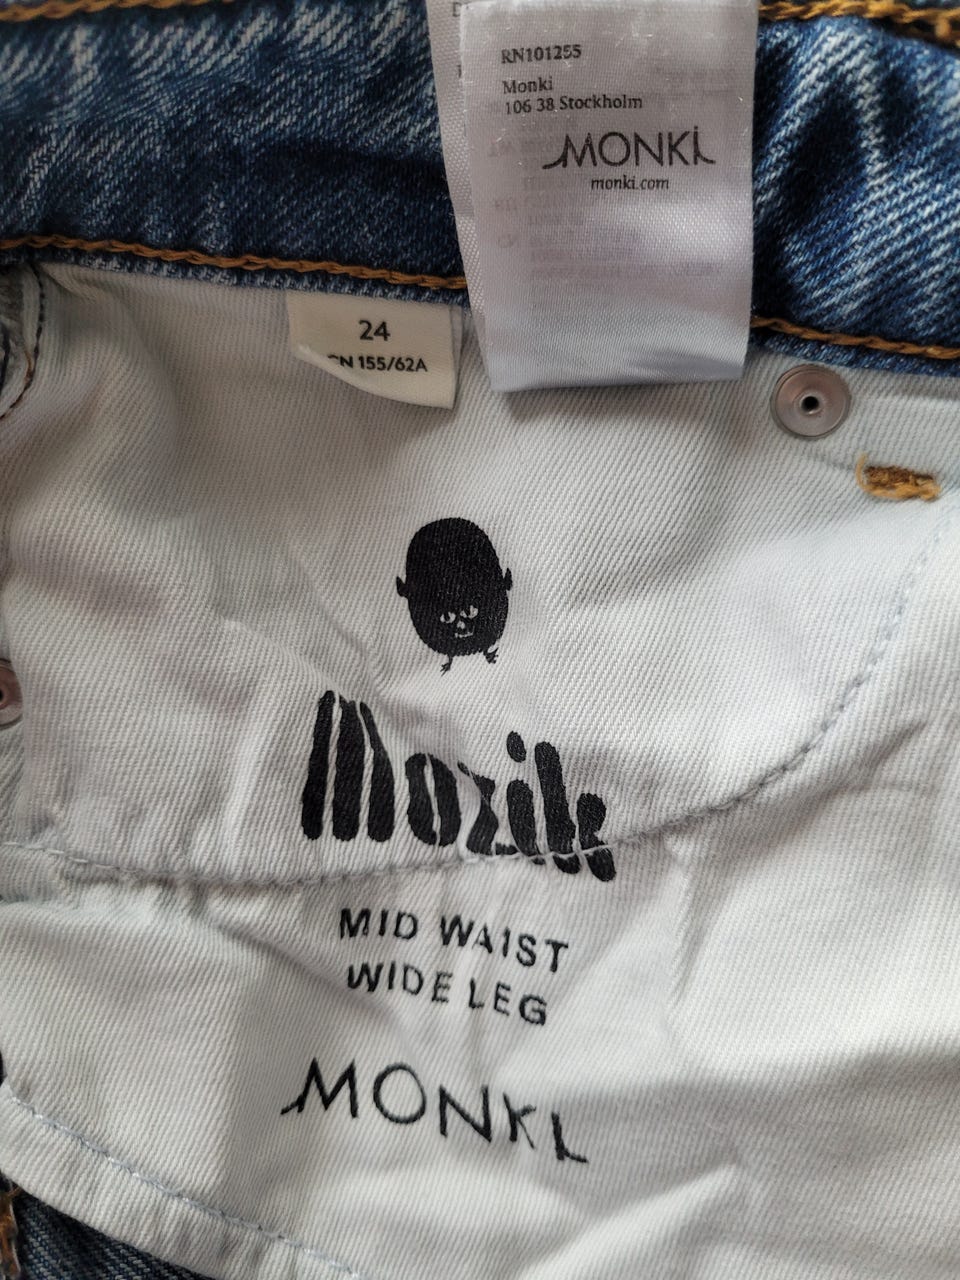 RN101255
Monki
106 38 Stockholm
MONKI
monki.com
24
CN 155/62A
Mozik
MID WAIST
WIDE LEG
MONKI